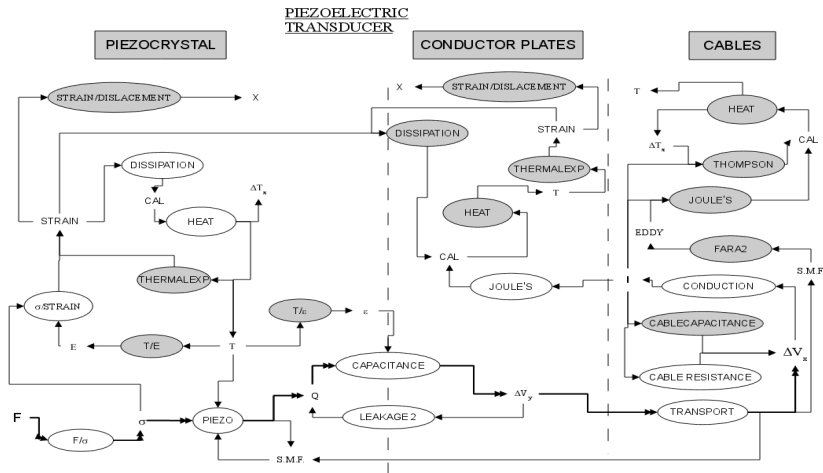 PIEZOELECTRIC
TRANSDUCER
PIEZOCRYSTAL
CONDUCTOR PLATES
CABLES
STRAIN/DISLACEMENT
X
X
STRAIN/DISLACEMENT
T
HEAT
DISSIPATION
STRAIN
ΔTx
CAL
DISSIPATION
THERMALEXP
THOMPSON
CAL
ΔTx
T
JOULE'S
STRAIN
HEAT
HEAT
EDDY
FARA2
CAL
S.M.F
THERMALEXP
JOULE'S
I
CONDUCTION
σ/STRAIN
T/ε
ε
CABLECAPACITANCE
E
T/E
T
ΔVx
CAPACITANCE
CABLE RESISTANCE
Q
ΔVy
F
σ
PIEZO
LEAKAGE 2
TRANSPORT
F/σ
S.M.F.